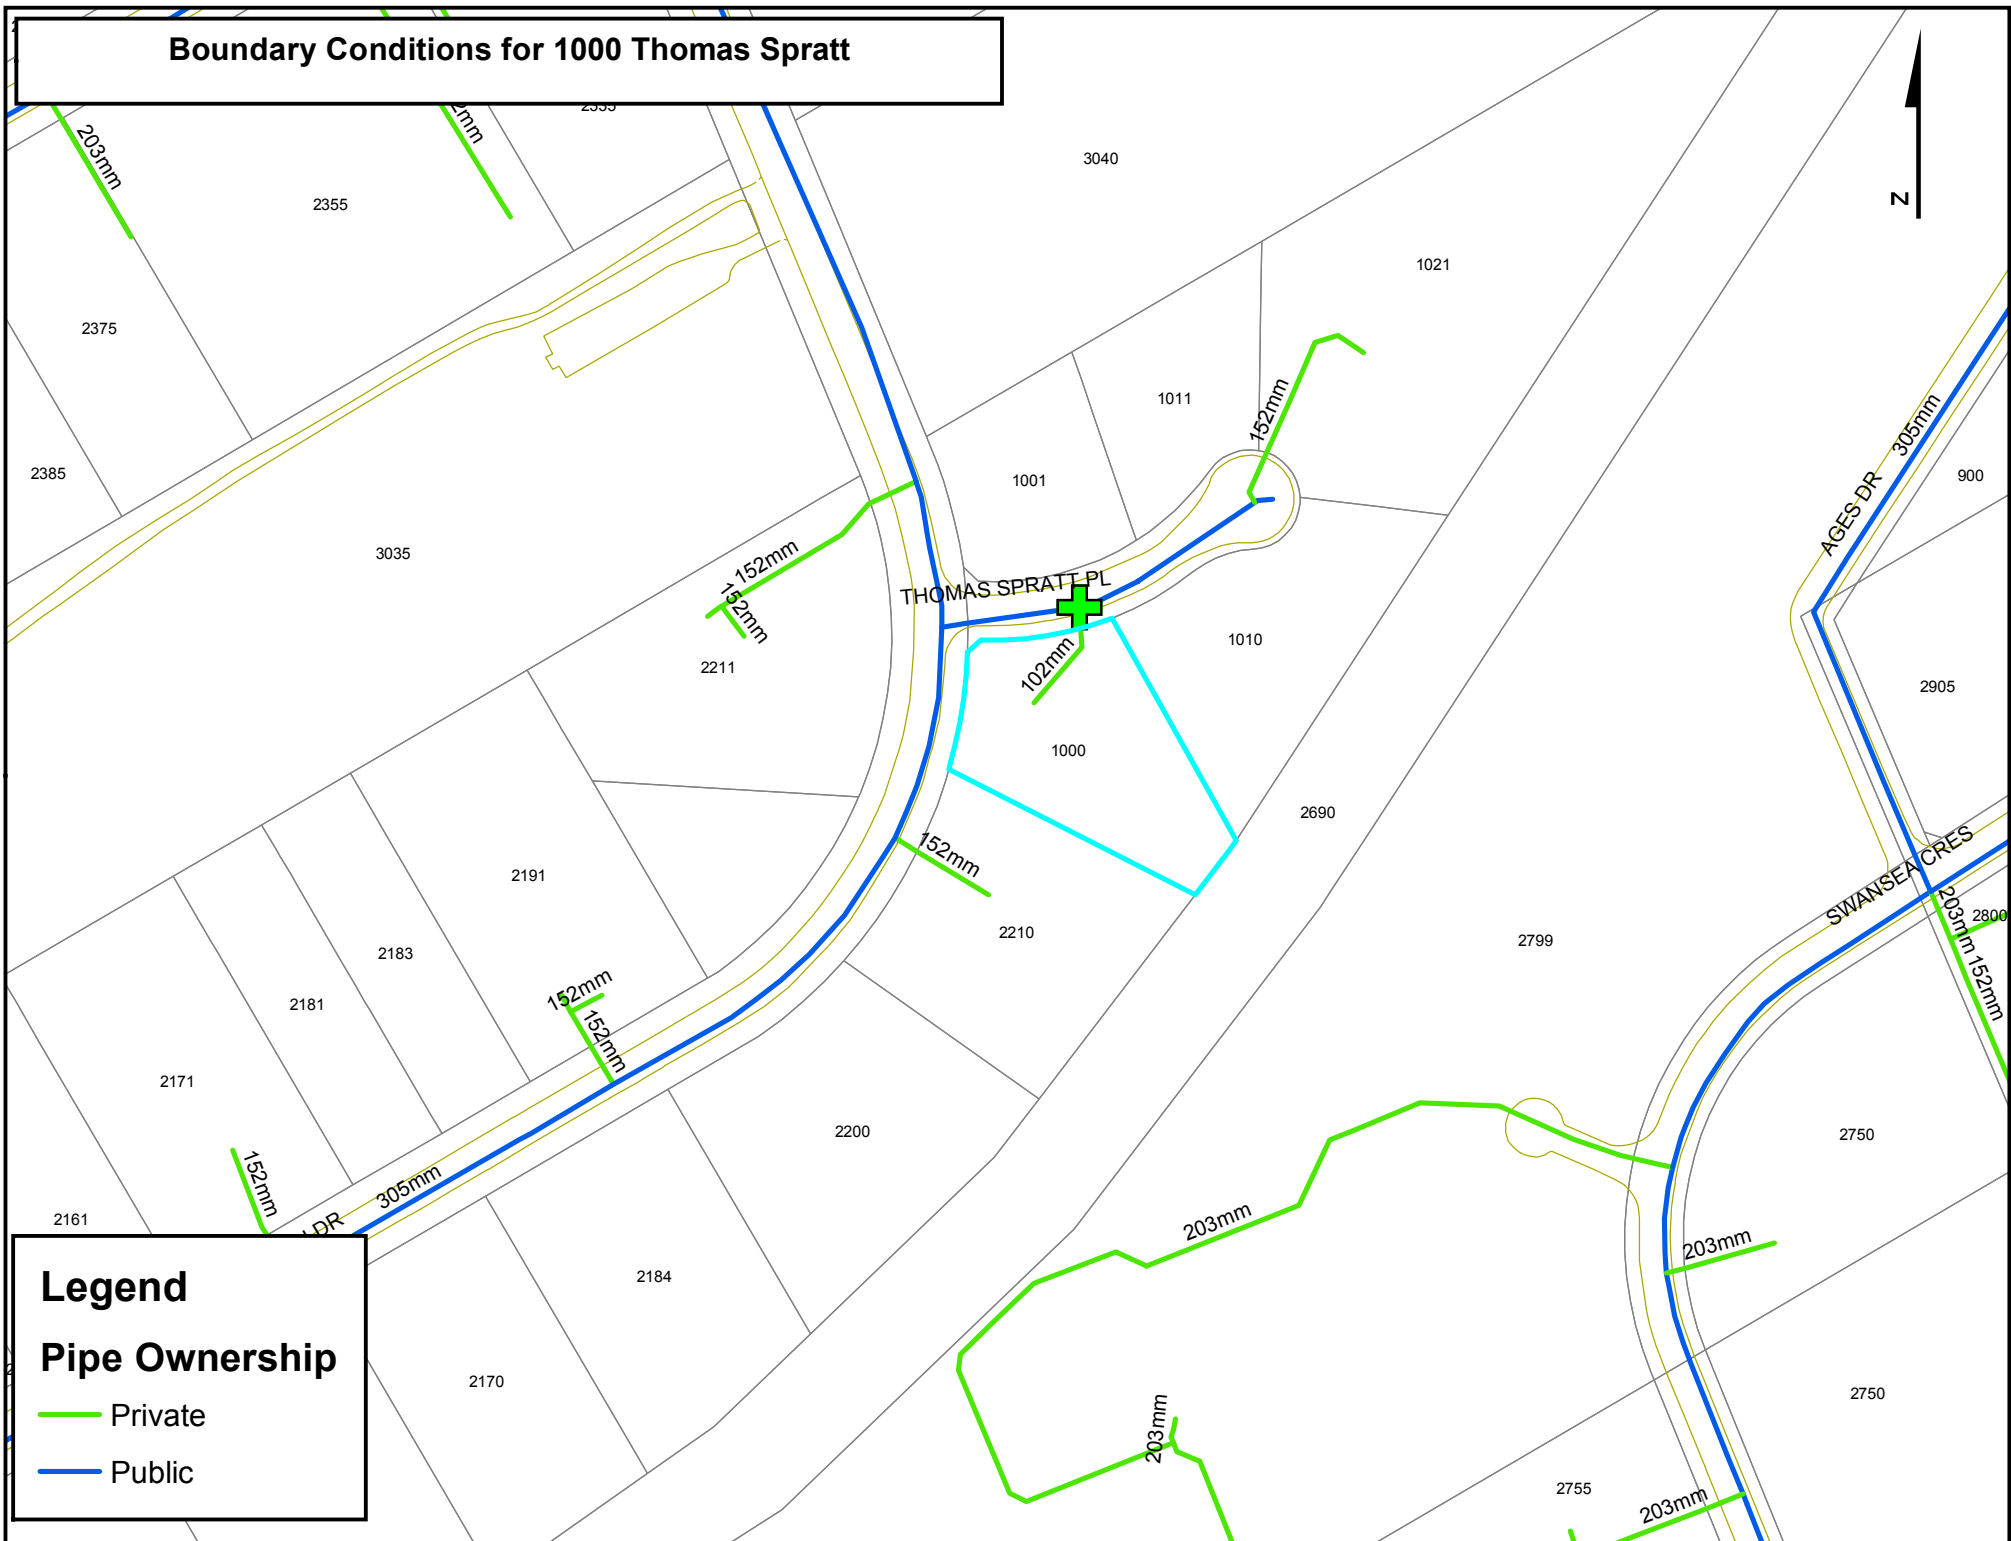 Boundary Conditions for 1000 Thomas Spratt
203mm
2mm
2335
3040
2355
N
1021
2375
1011
152mm
305mm
2385
1001
900
AGES DR
3035
152mm
152mm
THOMAS SPRATT PL
2211
102mm
1010
2905
1000
2690
152mm
2191
SWANSEA CRES
2210
2183
203mm
2800
2799
152mm
2181
152mm
152mm
2171
2200
2750
152mm
305mm
2161
L DR
203mm
203mm
2184
2170
2750
203mm
2755
203mm
Legend
Pipe Ownership
Private
Public